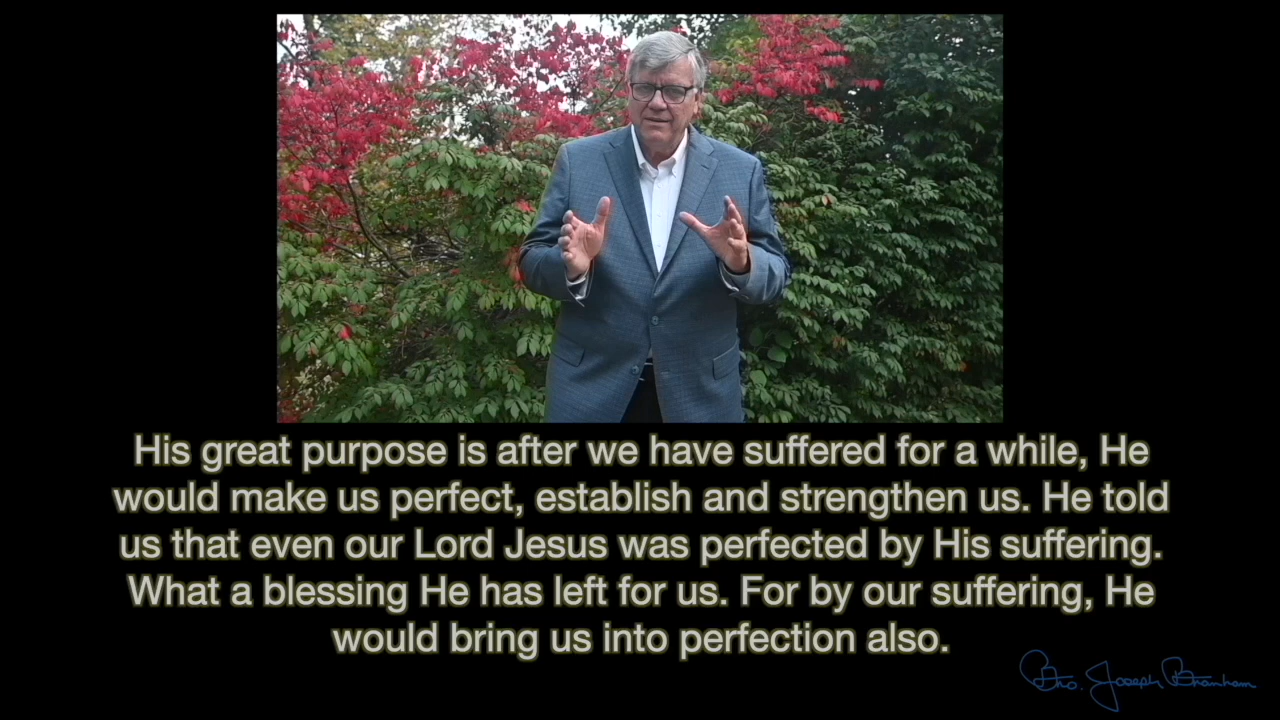 His great purpose is after we have suffered for a while, He
would make us perfect, establish and strengthen us. He told
us that even our Lord Jesus was perfected by His suffering.
What a blessing He has left for us. For by our suffering, He
would bring us into perfection also.
Bro. Joseph Branham